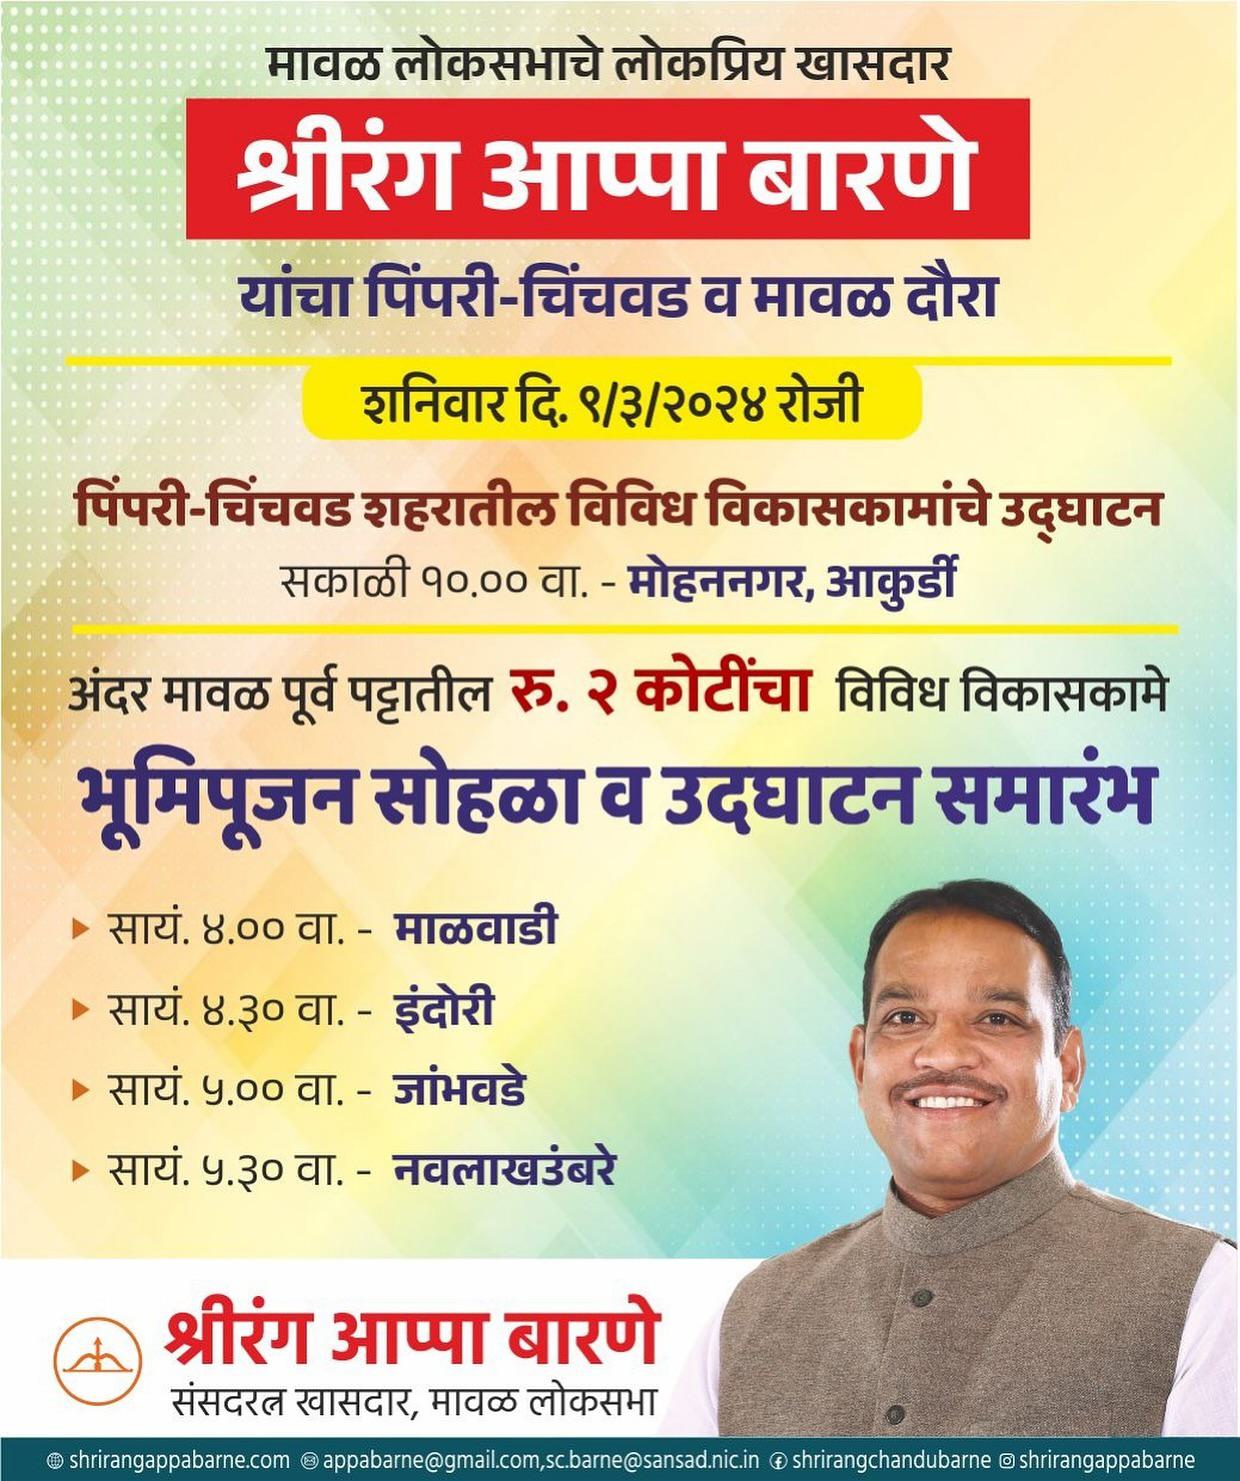 मावळ लोकसभाचे लोकप्रिय खासदार
श्रीरंग आप्पा बारणे
यांचा पिंपरी-चिंचवड व मावळ दौरा
शनिवार दि. ९/३/२०२४ रोजी
पिंपरी-चिंचवड शहरातील विविध विकासकामांचे उद्‌घाटन
सकाळी १०.०० वा. - मोहननगर, आकुर्डी
अंदर मावळ पूर्व पट्टातील रु. २ कोटींचा विविध विकासकामे
भूमिपूजन सोहळा व उदघाटन समारंभ
सायं. ४.०० वा. - माळवाडी
सायं. ४.३० वा. - इंदोरी
सायं. ५.०० वा. - जांभवडे
सायं. ५.३० वा. - नवलाखउंबरे
श्रीरंग आप्पा बारणे
संसदरत्न खासदार, मावळ लोकसभा
shrirangappabarne.com appabarne@gmail.com,sc.barne@sansad.nic.in shrirangchandubarne shrirangappabarne